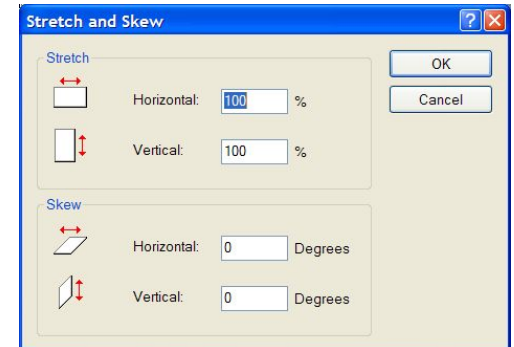 Stretch and Skew
Stretch
OK
Horizontal: 100 %
Cancel
Vertical: 100 %
Skew
Horizontal: 0 Degrees
Vertical: 0 Degrees